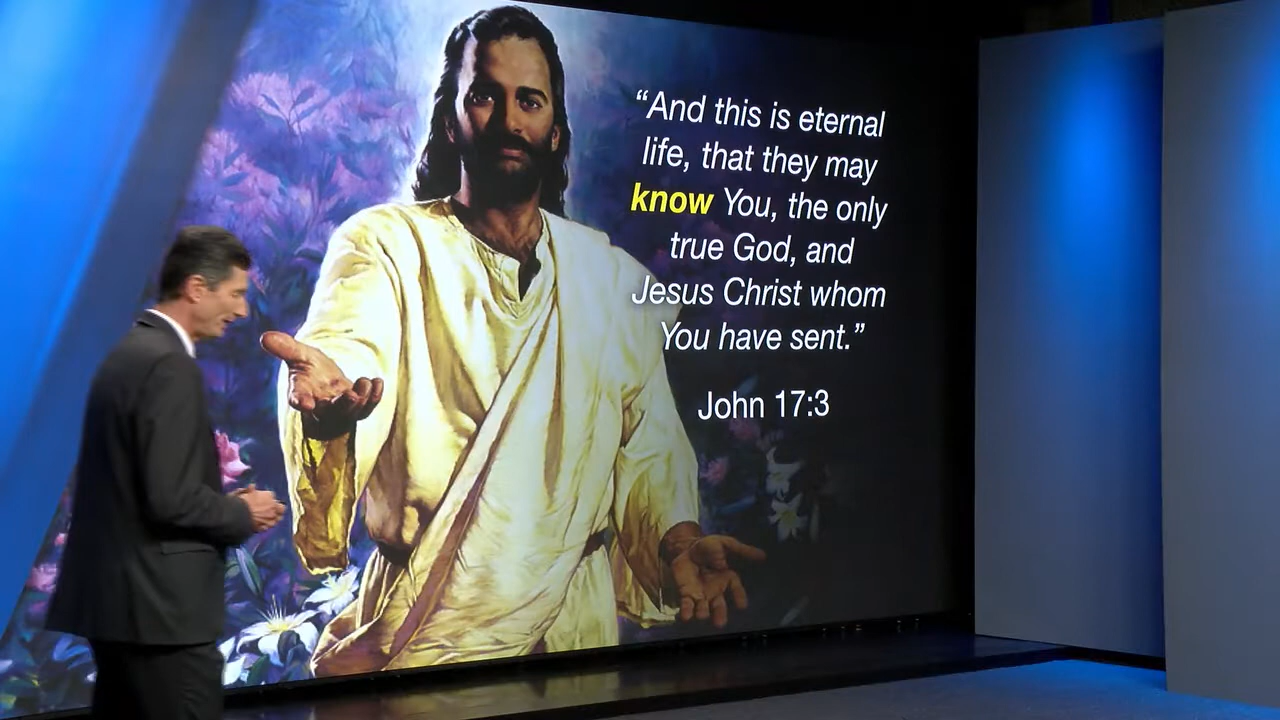 “And this is eternal
life, that they may
know You, the only
true God, and
Jesus Christ whom
You have sent.”
John 17:3